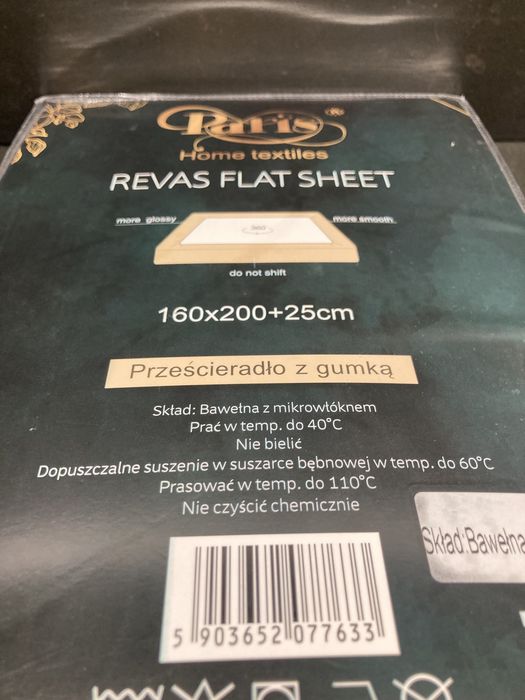 Paris ®
Home textiles
REVAS FLAT SHEET
more glossy
360
more smooth
do not shift
160x200+25cm
Prześcieradło z gumką
Skład: Bawełna z mikrowłóknem
Prać w temp. do 40°C
Nie bielić
Dopuszczalne suszenie w suszarce bębnowej w temp. do 60°C
Prasować w temp. do 110°C
Nie czyścić chemicznie
Skład:Bawełna
5 903652 077633